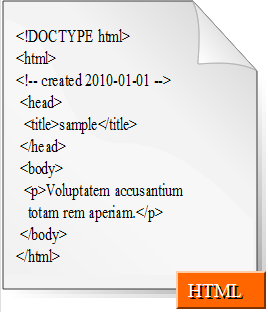 <!DOCTYPE html>
<html>
<!-- created 2010-01-01 -->
<head>
<title>sample</title>
</head>
<body>
<p>Voluptatem accusantium
totam rem aperiam.</p>
</body>
</html>
HTML